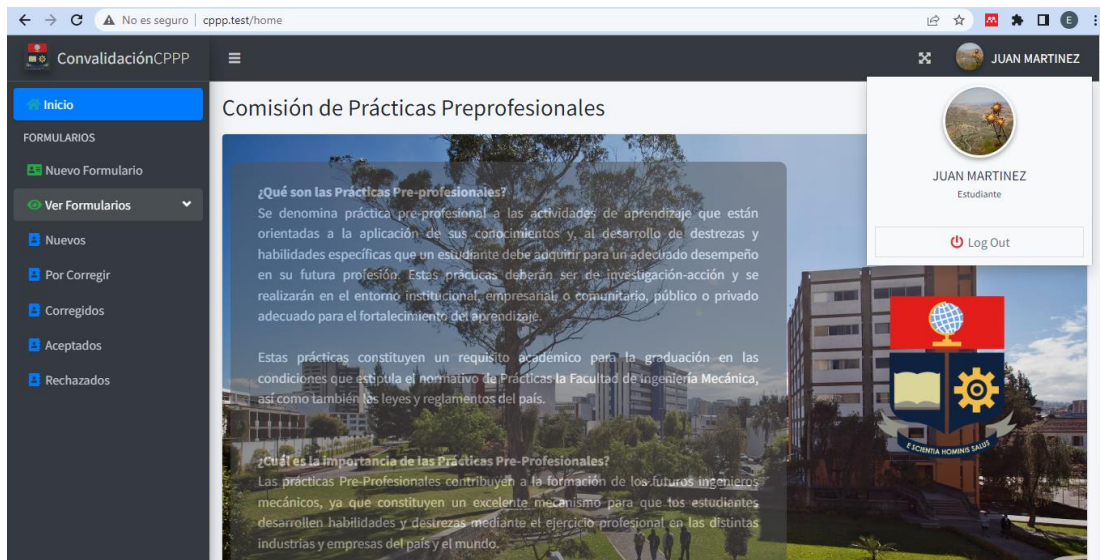 No es seguro | cppp.test/home
E
ConvalidaciónCPPP
JUAN MARTINEZ
Inicio
FORMULARIOS
Nuevo Formulario
Ver Formularios
Nuevos
Por Corregir
Corregidos
Aceptados
Rechazados
Comisión de Prácticas Preprofesionales
¿Qué son las Prácticas Pre-profesionales?
Se denomina práctica pre-profesional a las actividades de aprendizaje que están
orientadas a la aplicación de sus conocimientos y, al desarrollo de destrezas y
habilidades específicas que un estudiante debe adquirir para un adecuado desempeño
en su futura profesión. Estas prácticas deberán ser de investigación-acción y se
realizarán en el entorno institucional, empresarial, o comunitario, público o privado
adecuado para el fortalecimiento del aprendizaje.
Estas prácticas constituyen un requisito académico para la graduación en las
condiciones que estipula el normativo de Prácticas la Facultad de Ingeniería Mecánica,
así como también las leyes y reglamentos del país.
¿Cuál es la importancia de las Prácticas Pre-Profesionales?
Las prácticas Pre-Profesionales contribuyen a la formación de los futuros ingenieros
mecánicos, ya que constituyen un excelente mecanismo para que los estudiantes
desarrollen habilidades y destrezas mediante el ejercicio profesional en las distintas
industrias y empresas del país y el mundo.
JUAN MARTINEZ
Estudiante
Log Out
E SCIENTIA HOMINIS SALUS